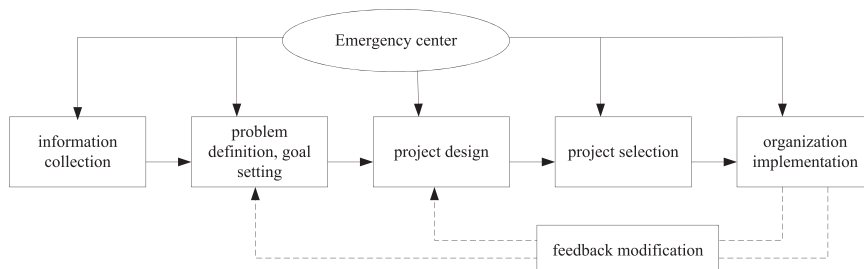 Emergency center
information
collection
problem
definition, goal
setting
project design
project selection
organization
implementation
feedback modification